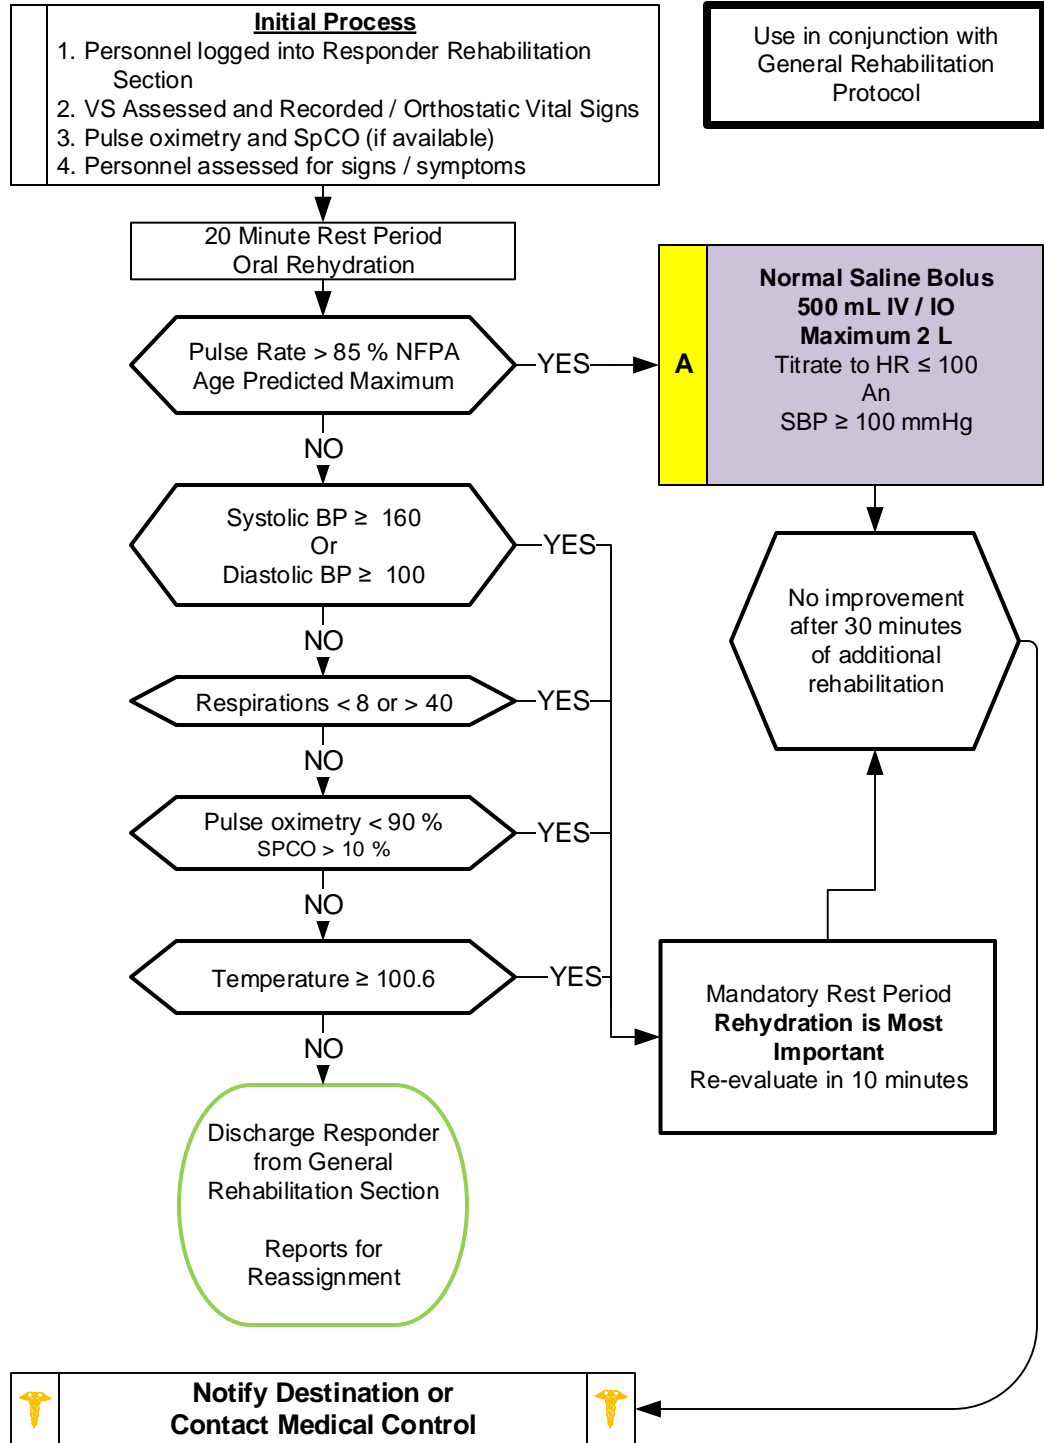 Initial Process
1. Personnel logged into Responder Rehabilitation
Section
2. VS Assessed and Recorded / Orthostatic Vital Signs
3. Pulse oximetry and SpCO (if available)
4. Personnel assessed for signs / symptoms
Use in conjunction with
General Rehabilitation
Protocol
20 Minute Rest Period
Oral Rehydration
Pulse Rate > 85 % NFPA
Age Predicted Maximum
YES
A
Normal Saline Bolus
500 mL IV / IO
Maximum 2 L
Titrate to HR ≤ 100
An
SBP ≥ 100 mmHg
NO
Systolic BP ≥ 160
Or
Diastolic BP ≥ 100
YES
No improvement
after 30 minutes
of additional
rehabilitation
NO
Respirations < 8 or > 40
YES
NO
Pulse oximetry < 90 %
SPCO > 10 %
YES
NO
Temperature ≥ 100.6
YES
Mandatory Rest Period
Rehydration is Most
Important
Re-evaluate in 10 minutes
NO
Discharge Responder
from General
Rehabilitation Section
Reports for
Reassignment
Notify Destination or
Contact Medical Control